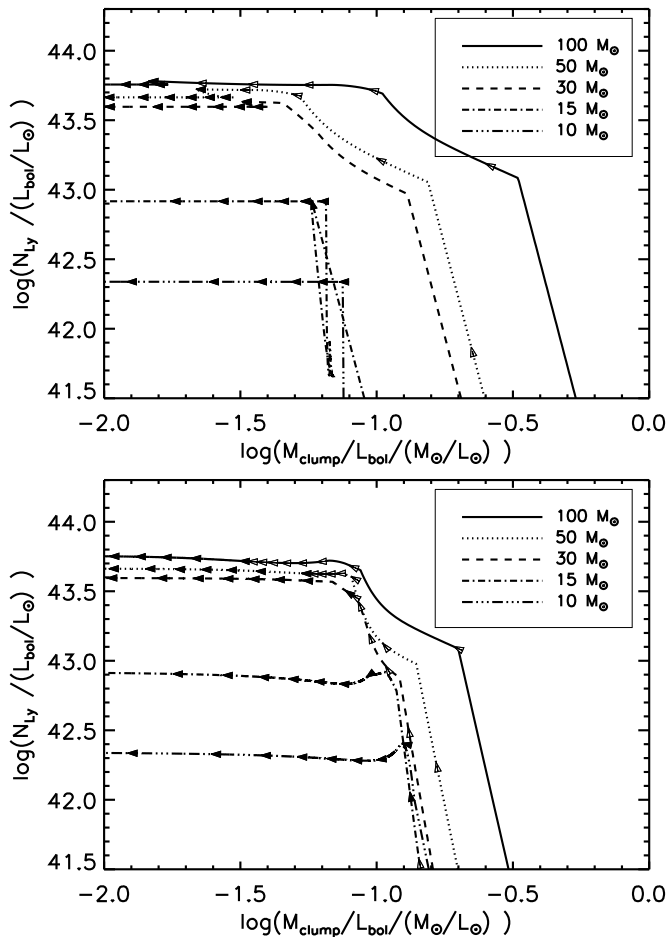 44.0
43.5
43.0
42.5
42.0
41.5
log(N_Ly /(L_bol/L_⊙) )
100 M_⊙
50 M_⊙
30 M_⊙
15 M_⊙
10 M_⊙
−2.0 −1.5 −1.0 −0.5 0.0
log(M_clump/L_bol/(M_⊙/L_⊙) )
44.0
43.5
43.0
42.5
42.0
41.5
log(N_Ly /(L_bol/L_⊙) )
100 M_⊙
50 M_⊙
30 M_⊙
15 M_⊙
10 M_⊙
−2.0 −1.5 −1.0 −0.5 0.0
log(M_clump/L_bol/(M_⊙/L_⊙) )